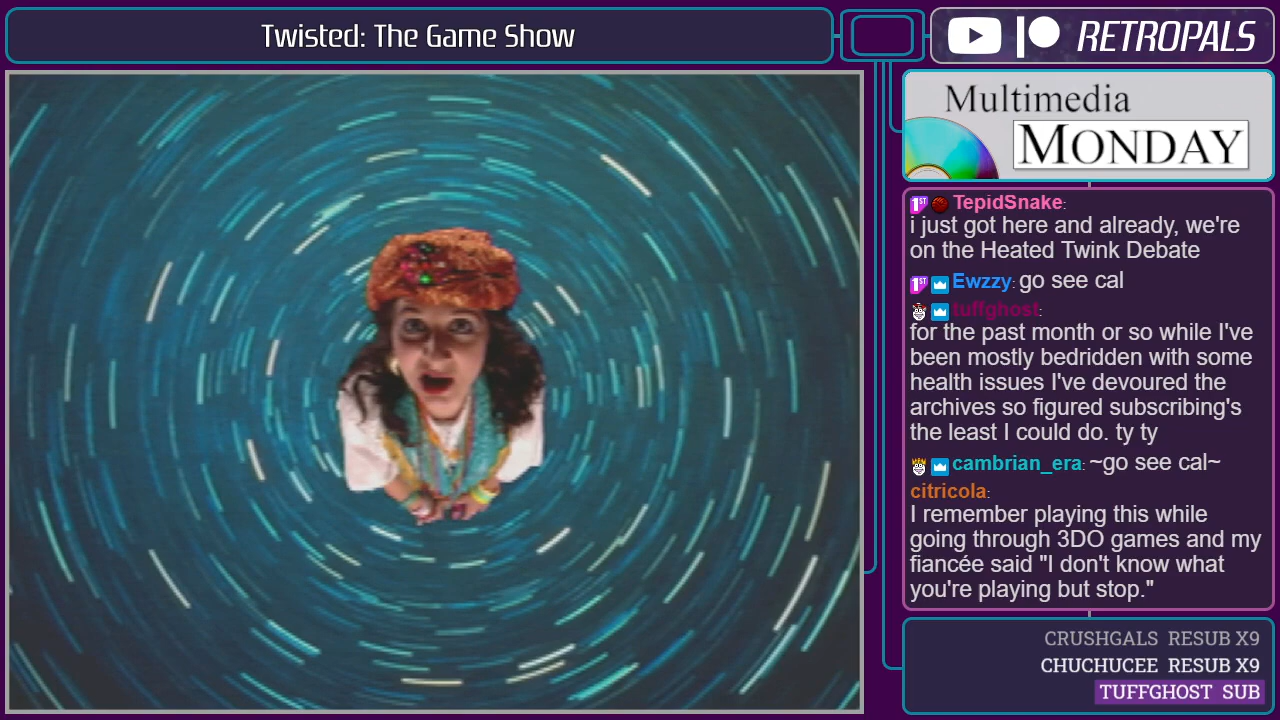 Twisted: The Game Show
RETROPALS
Multimedia
MONDAY
1ST TepidSnake:
i just got here and already, we're
on the Heated Twink Debate
1ST Ewzzy: go see cal
tuffghost:
for the past month or so while I've
been mostly bedridden with some
health issues I've devoured the
archives so figured subscribing's
the least I could do. ty ty
cambrian_era: ~go see cal~
citricola:
I remember playing this while
going through 3DO games and my
fiancée said "I don't know what
you're playing but stop."
CRUSHGALS RESUB X9
CHUCHUCEE RESUB X9
TUFFGHOST SUB